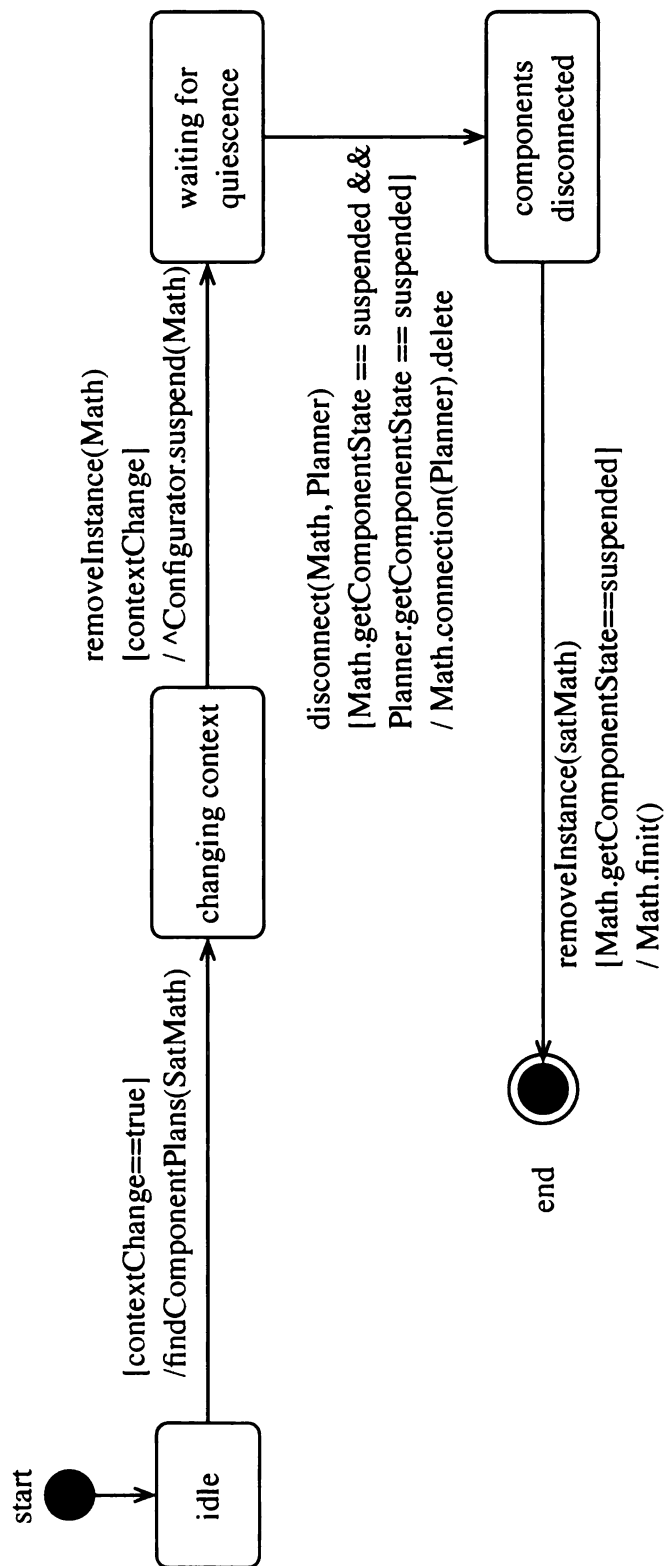 start
idle
[contextChange==true]
/findComponentPlans(SatMath)
changing context
removeInstance(Math)
[contextChange]
/ ^Configurator.suspend(Math)
waiting for
quiescence
disconnect(Math, Planner)
[Math.getComponentState == suspended &&
Planner.getComponentState == suspended]
/ Math.connection(Planner).delete
components
disconnected
removeInstance(satMath)
[Math.getComponentState==suspended]
/ Math.finit()
end